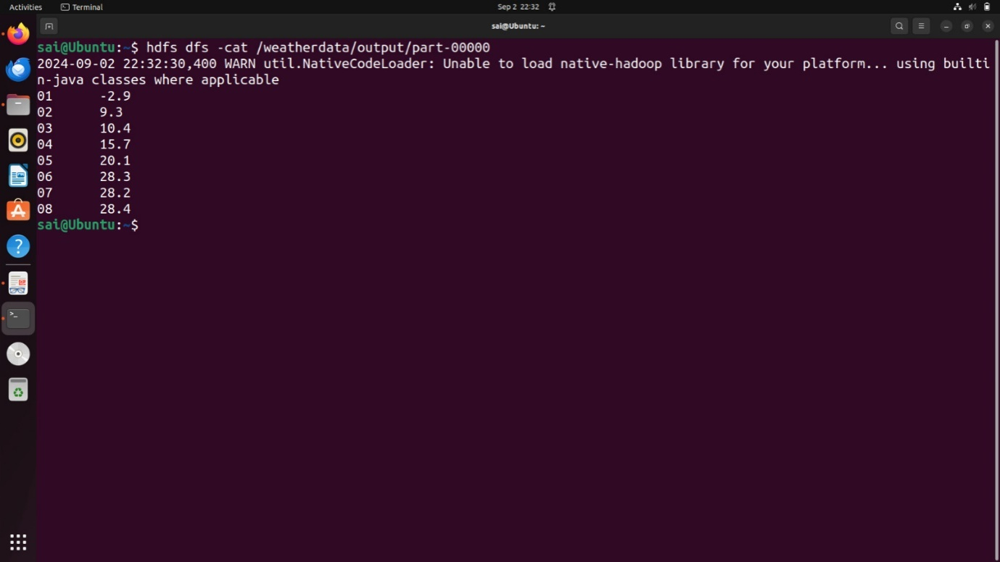 Activities
Terminal
Sep 2 22:32
sai@Ubuntu: ~
sai@Ubuntu:~$ hdfs dfs -cat /weatherdata/output/part-00000
2024-09-02 22:32:30,400 WARN util.NativeCodeLoader: Unable to load native-hadoop library for your platform... using builti
n-java classes where applicable
01 -2.9
02 9.3
03 10.4
04 15.7
05 20.1
06 28.3
07 28.2
08 28.4
sai@Ubuntu:~$